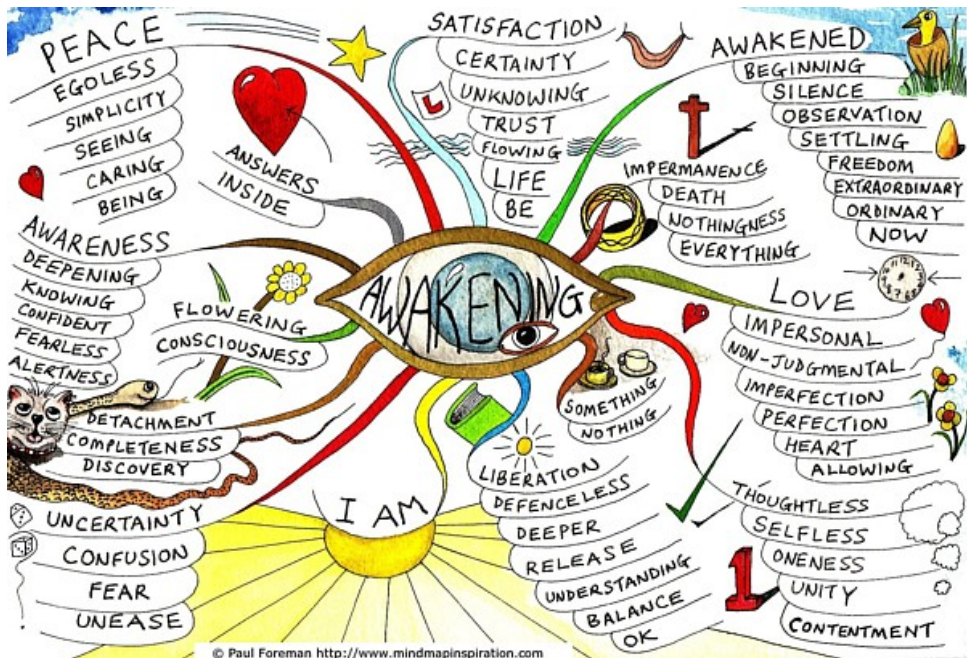 PEACE
EGOLESS
SIMPLICITY
SEEING
CARING
BEING
ANSWERS
INSIDE
SATISFACTION
CERTAINTY
UNKNOWING
TRUST
FLOWING
LIFE
BE
L
AWAKENED
BEGINNING
SILENCE
OBSERVATION
SETTLING
FREEDOM
EXTRAORDINARY
ORDINARY
NOW
IMPERMANENCE
DEATH
NOTHINGNESS
EVERYTHING
AWARENESS
DEEPENING
KNOWING
CONFIDENT
FEARLESS
ALERTNESS
FLOWERING
CONSCIOUSNESS
AWAKENING
LOVE
IMPERSONAL
NON-JUDGMENTAL
IMPERFECTION
PERFECTION
HEART
ALLOWING
SOMETHING
NOTHING
DETACHMENT
COMPLETENESS
DISCOVERY
UNCERTAINTY
CONFUSION
FEAR
UNEASE
I AM
LIBERATION
DEFENCELESS
DEEPER
RELEASE
UNDERSTANDING
BALANCE
OK
THOUGHTLESS
SELFLESS
ONENESS
UNITY
CONTENTMENT
1
© Paul Foreman http://www.mindmapinspiration.com